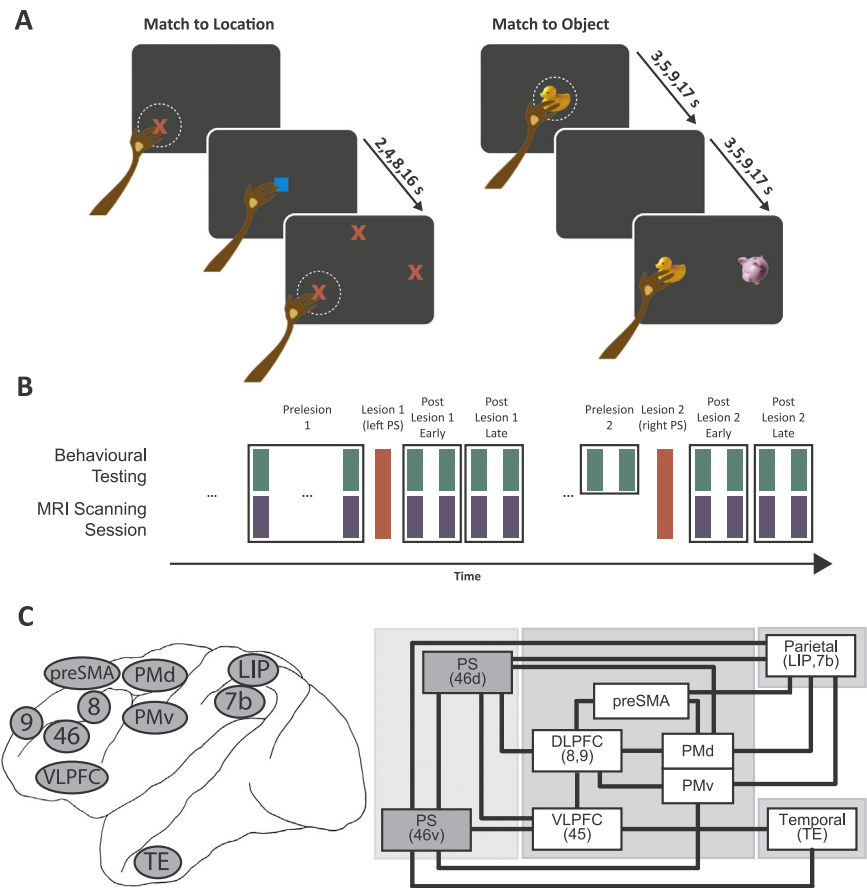 A
Match to Location
X
X
X
X
2,4,8,16 s
Match to Object
3,5,9,17 s
3,5,9,17 s
B
Prelesion
1
Lesion 1
(left PS)
Post
Lesion 1
Early
Post
Lesion 1
Late
Prelesion
2
Lesion 2
(right PS)
Post
Lesion 2
Early
Post
Lesion 2
Late
Behavioural
Testing
...
...
...
MRI Scanning
Session
Time
C
preSMA
PMd
LIP
8
7b
9
46
PMv
VLPFC
TE
PS
(46d)
Parietal
(LIP,7b)
preSMA
DLPFC
(8,9)
PMd
PMv
PS
(46v)
VLPFC
(45)
Temporal
(TE)